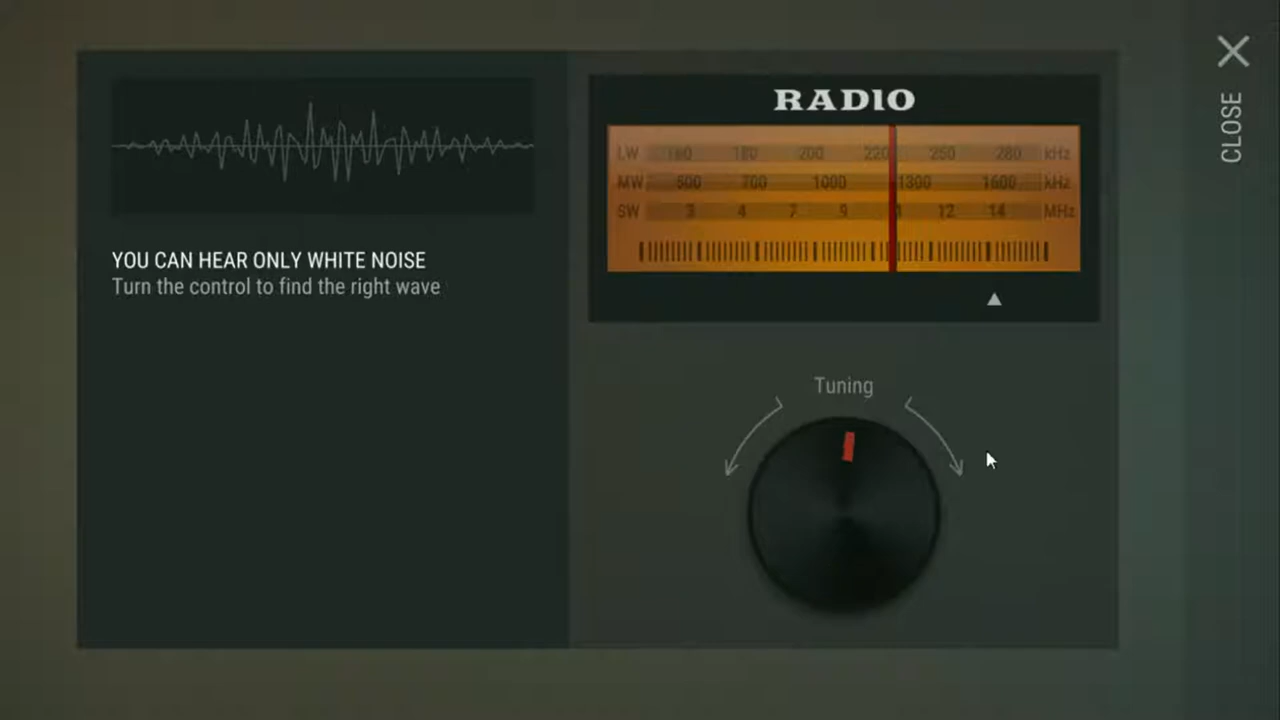 RADIO
LW 160 180 200 220 250 280 kHz
MW 500 700 1000 1300 1600 kHz
SW 3 4 7 9 12 14 MHz
YOU CAN HEAR ONLY WHITE NOISE
Turn the control to find the right wave
Tuning
CLOSE